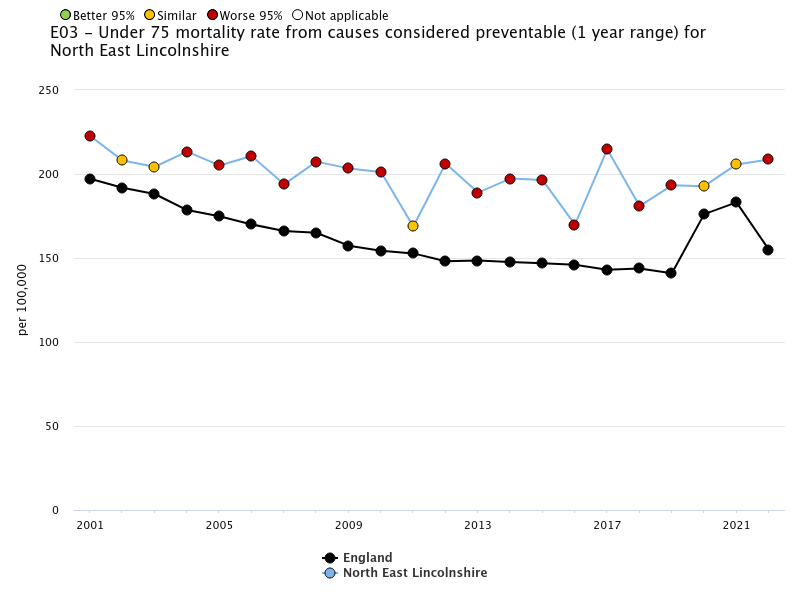 Better 95% Similar Worse 95% Not applicable
E03 – Under 75 mortality rate from causes considered preventable (1 year range) for
North East Lincolnshire
250
200
150
100
50
0
per 100,000
2001 2005 2009 2013 2017 2021
England
North East Lincolnshire